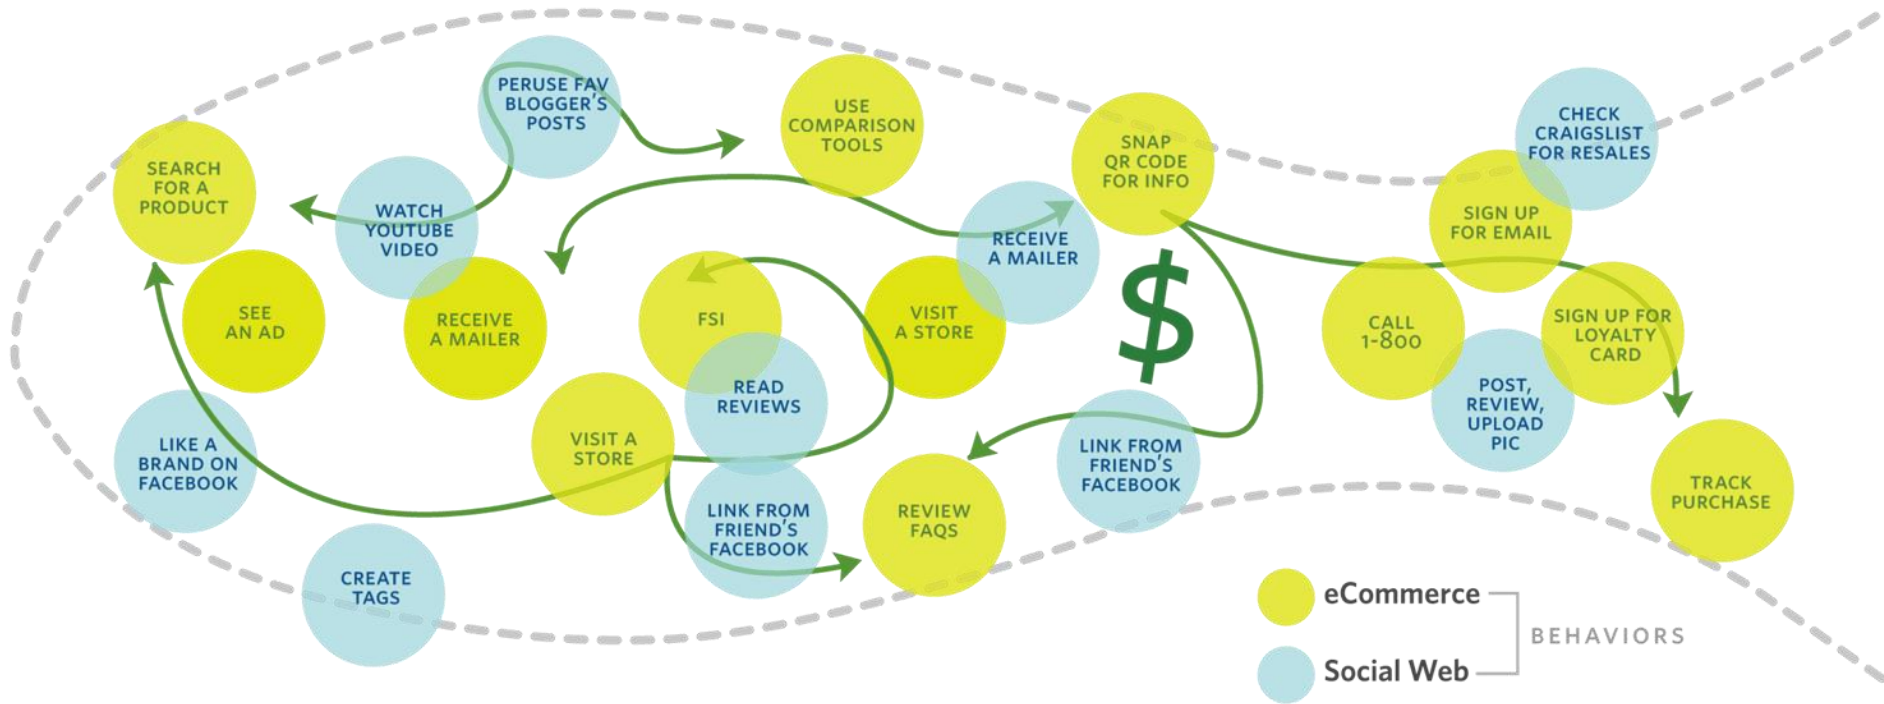 PERUSE FAV
BLOGGER'S
POSTS
USE
COMPARISON
TOOLS
CHECK
CRAIGSLIST
FOR RESALES
SNAP
QR CODE
FOR INFO
SEARCH
FOR A
PRODUCT
WATCH
YOUTUBE
VIDEO
SIGN UP
FOR EMAIL
RECEIVE
A MAILER
SEE
AN AD
RECEIVE
A MAILER
FSI
VISIT
A STORE
$
CALL
1-800
SIGN UP FOR
LOYALTY
CARD
READ
REVIEWS
POST,
REVIEW,
UPLOAD
PIC
VISIT A
STORE
LIKE A
BRAND ON
FACEBOOK
LINK FROM
FRIEND'S
FACEBOOK
TRACK
PURCHASE
LINK FROM
FRIEND'S
FACEBOOK
REVIEW
FAQS
CREATE
TAGS
eCommerce
BEHAVIORS
Social Web